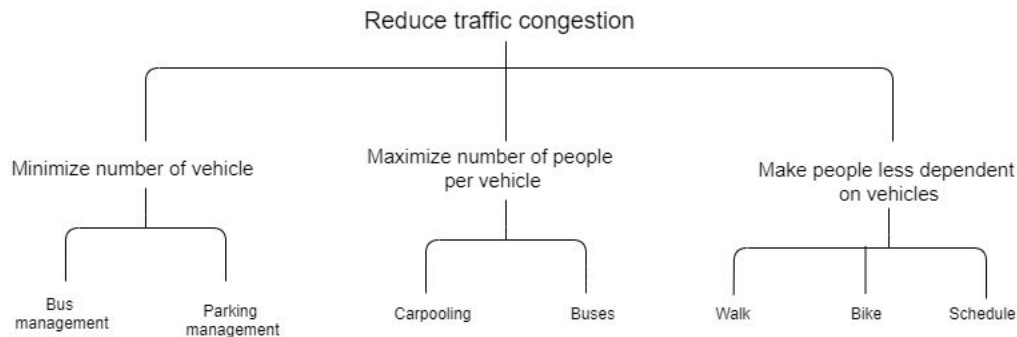 Reduce traffic congestion
Minimize number of vehicle
Maximize number of people
per vehicle
Make people less dependent
on vehicles
Bus
management
Parking
management
Carpooling
Buses
Walk
Bike
Schedule